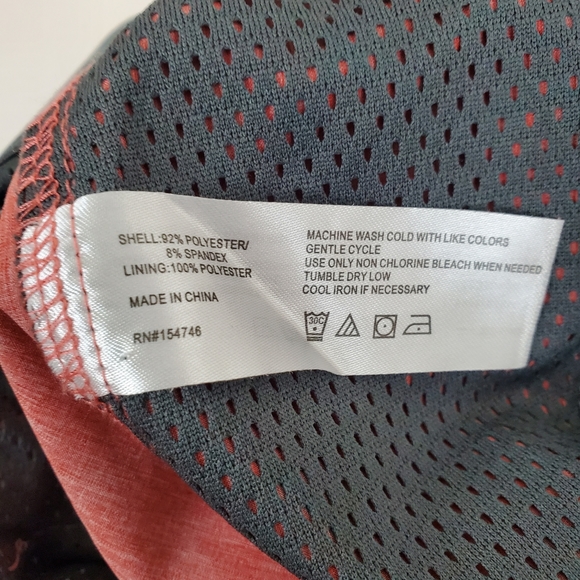 SHELL:92% POLYESTER/
8% SPANDEX
LINING:100% POLYESTER
MADE IN CHINA
RN#154746
MACHINE WASH COLD WITH LIKE COLORS
GENTLE CYCLE
USE ONLY NON CHLORINE BLEACH WHEN NEEDED
TUMBLE DRY LOW
COOL IRON IF NECESSARY
30C